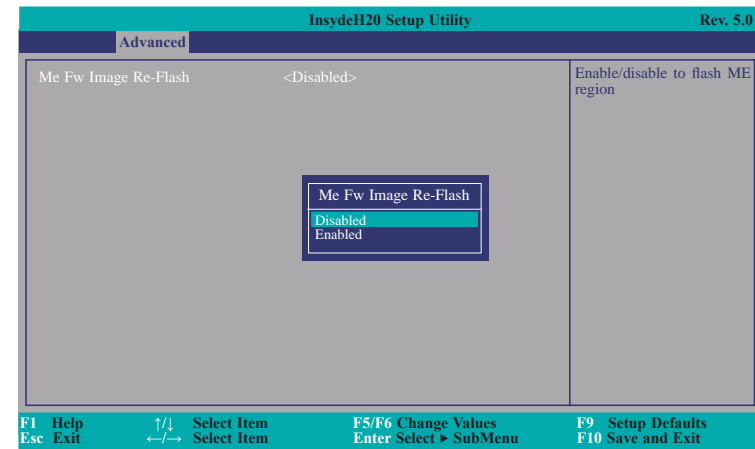 InsydeH20 Setup Utility Rev. 5.0
Advanced
Me Fw Image Re-Flash <Disabled>
Enable/disable to flash ME
region
Me Fw Image Re-Flash
Disabled
Enabled
F1 Help ↑/↓ Select Item F5/F6 Change Values F9 Setup Defaults
Esc Exit ←/→ Select Item Enter Select ▶ SubMenu F10 Save and Exit